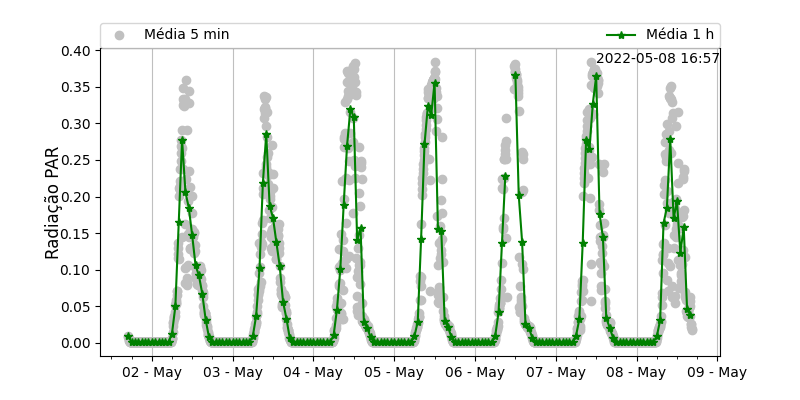 Média 5 min
Média 1 h
2022-05-08 16:57
Radiação PAR
0.40
0.35
0.30
0.25
0.20
0.15
0.10
0.05
0.00
02 - May
03 - May
04 - May
05 - May
06 - May
07 - May
08 - May
09 - May